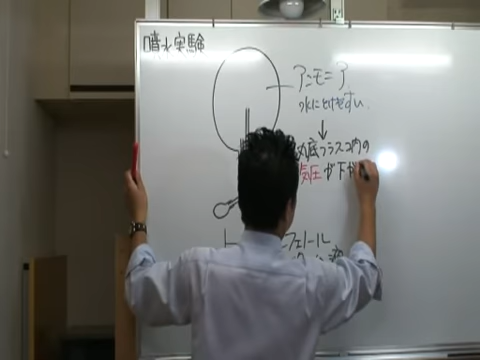 噴水実験
アンモニア
水にとけやすい。
↓
丸底フラスコ内の
気圧が下が
フェノール